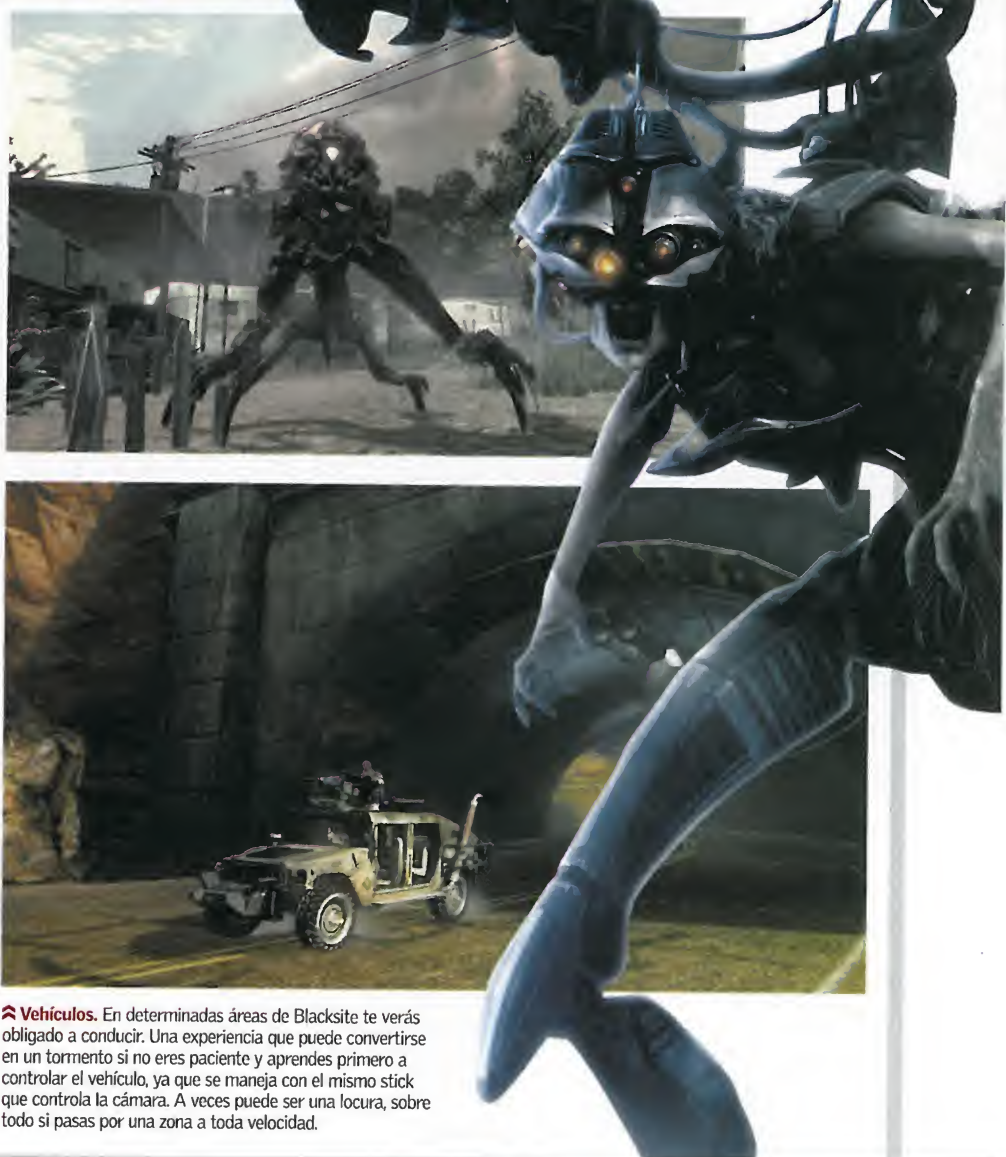 Vehículos. En determinadas áreas de Blacksite te verás
obligado a conducir. Una experiencia que puede convertirse
en un tormento si no eres paciente y aprendes primero a
controlar el vehículo, ya que se maneja con el mismo stick
que controla la cámara. A veces puede ser una locura, sobre
todo si pasas por una zona a toda velocidad.